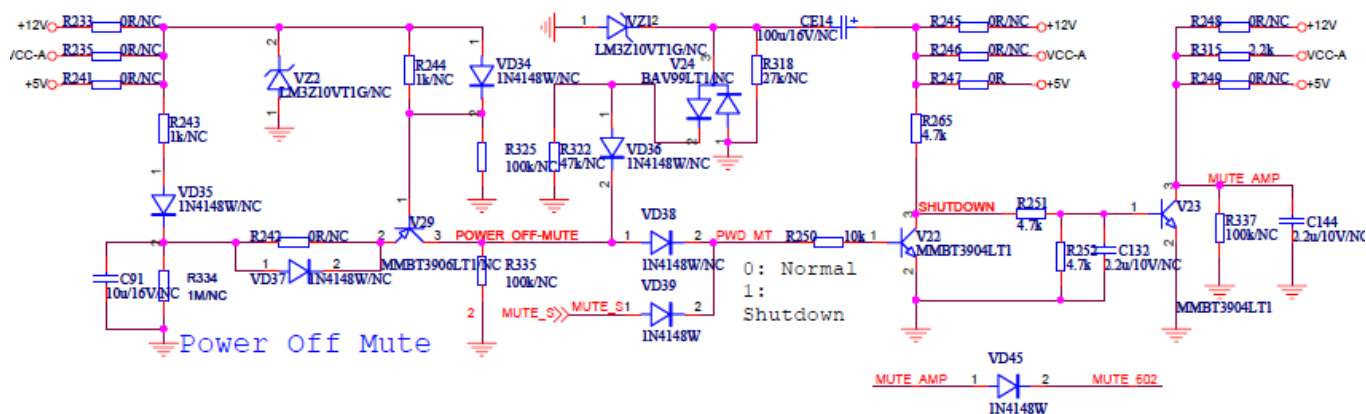 +12V R233 0R/NC
VCC-A R235 0R/NC
+5V R241 0R/NC
R243
1k/NC
VZ2
LM3Z10VT1G/NC
R244
1k/NC
VD34
1N4148W/NC
VD35
1N4148W/NC
R242 0R/NC
VD37 1N4148W/NC
C91
10u/16V/NC
R334
1M/NC
Power Off Mute
V29
MMBT3906LT1/NC
R325
100k/NC
POWER_OFF-MUTE
R335
100k/NC
VZ1
LM3Z10VT1G/NC
CE14
100u/16V/NC
V24
BAV99LT1/NC
R318
27k/NC
R322
47k/NC
VD36
1N4148W/NC
VD38
1N4148W/NC
MUTE_S MUTE_S
VD39
1N4148W
PWD_MT
R250 10k
0: Normal
1:
Shutdown
R245 0R/NC +12V
R246 0R/NC VCC-A
R247 0R +5V
R265
4.7k
SHUTDOWN
V22
MMBT3904LT1
R251
4.7k
R252
4.7k
C132
2.2u/10V/NC
R248 0R/NC +12V
R315 2.2k VCC-A
R249 0R/NC +5V
MUTE_AMP
V23
MMBT3904LT1
R337
100k/NC
C144
2.2u/10V/NC
MUTE_AMP 1 VD45 2 MUTE_602
1N4148W